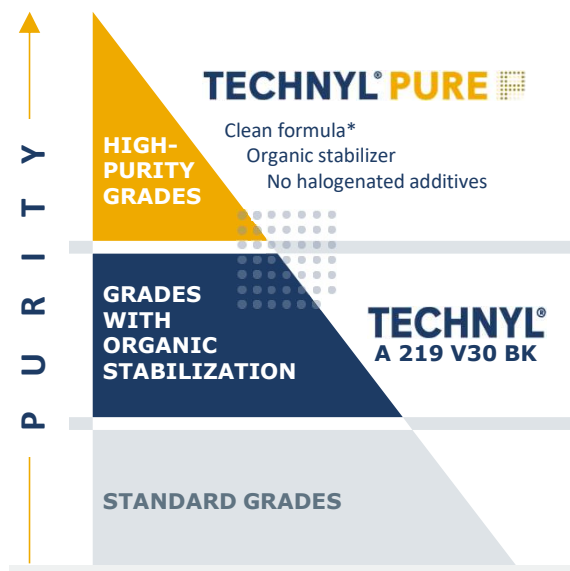 PURITY
TECHNYL® PURE
Clean formula*
Organic stabilizer
No halogenated additives
HIGH-
PURITY
GRADES
GRADES
WITH
ORGANIC
STABILIZATION
TECHNYL®
A 219 V30 BK
STANDARD GRADES